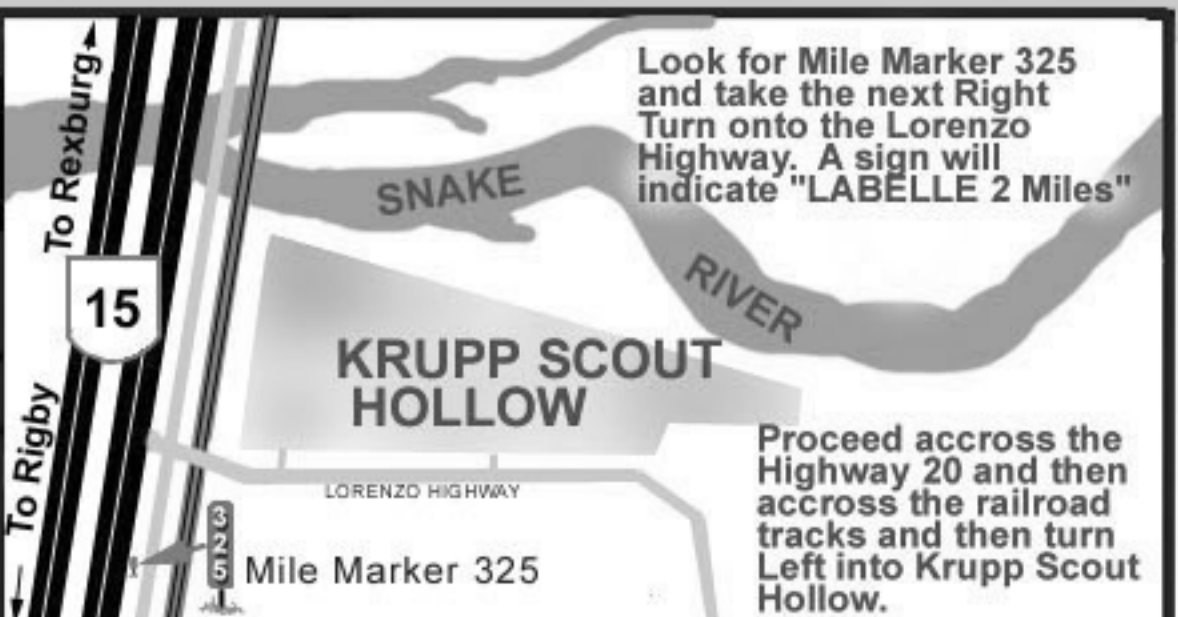 To Rexburg
Look for Mile Marker 325
and take the next Right
Turn onto the Lorenzo
Highway. A sign will
indicate "LABELLE 2 Miles"
SNAKE
RIVER
15
KRUPP SCOUT
HOLLOW
To Rigby
Proceed accross the
Highway 20 and then
accross the railroad
tracks and then turn
Left into Krupp Scout
Hollow.
LORENZO HIGHWAY
325
Mile Marker 325